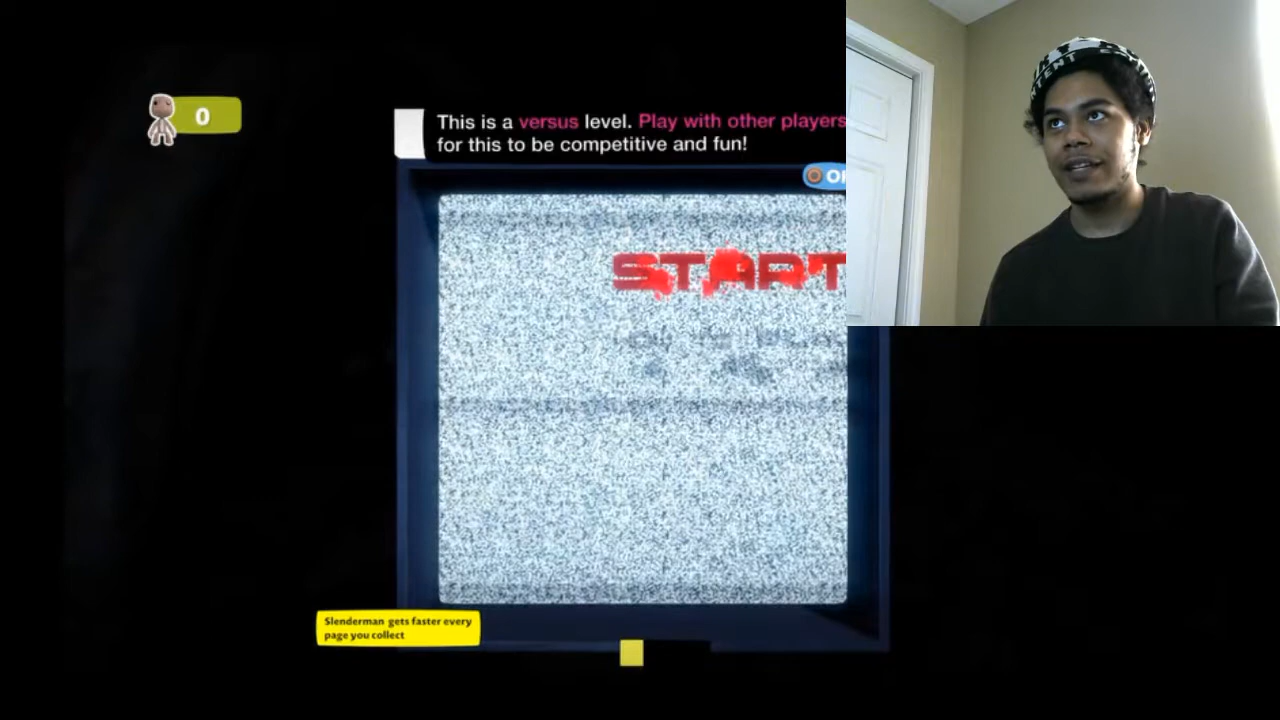 0
This is a versus level. Play with other players
for this to be competitive and fun!
START
Slenderman gets faster every
page you collect